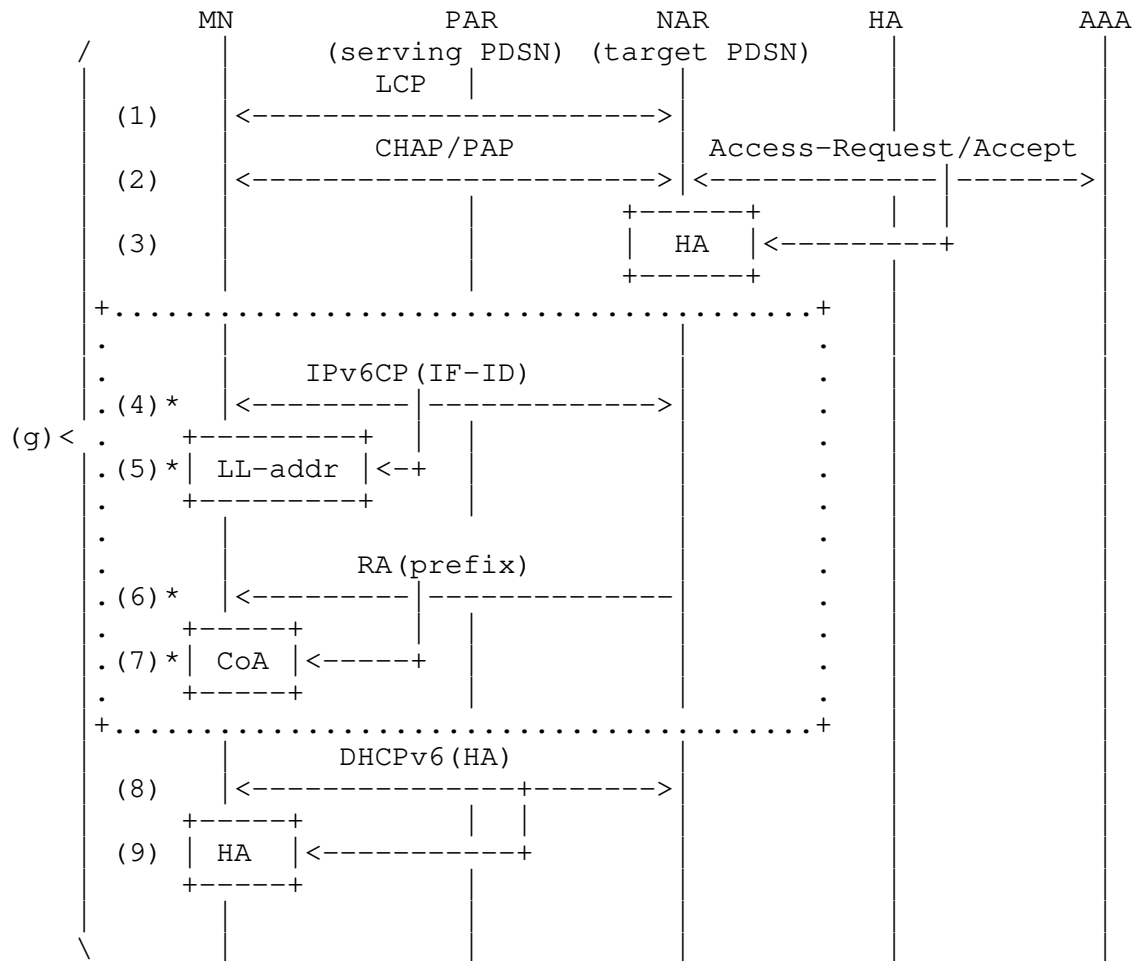 MN PAR NAR HA AAA
/ (serving PDSN) (target PDSN)
LCP
(1) <----------------------->
CHAP/PAP Access-Request/Accept
(2) <-----------------------> <------------|------->
+------+
(3) | HA |<---------+
+------+
+.........................................+
IPv6CP(IF-ID)
.(4)* <----------|-------------->
(g)< . +---------+
.(5)*| LL-addr |<-+
. +---------+
RA(prefix)
.(6)* <----------|--------------
. +-----+
.(7)*| CoA |<-----+
. +-----+
+.........................................+
DHCPv6(HA)
(8) <---------------+------->
+-----+
(9) | HA |<-----------+
+-----+
\